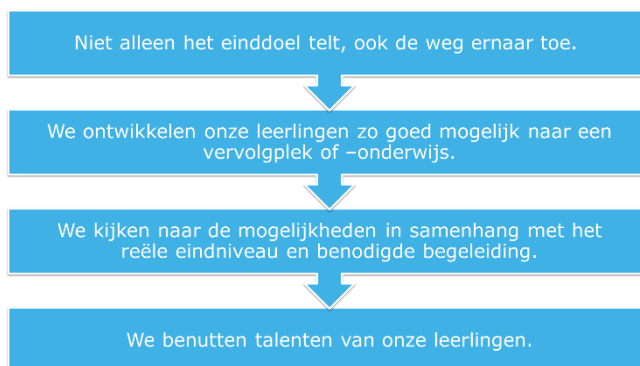 Niet alleen het einddoel telt, ook de weg ernaar toe.
We ontwikkelen onze leerlingen zo goed mogelijk naar een
vervolgplek of –onderwijs.
We kijken naar de mogelijkheden in samenhang met het
reële eindniveau en benodigde begeleiding.
We benutten talenten van onze leerlingen.